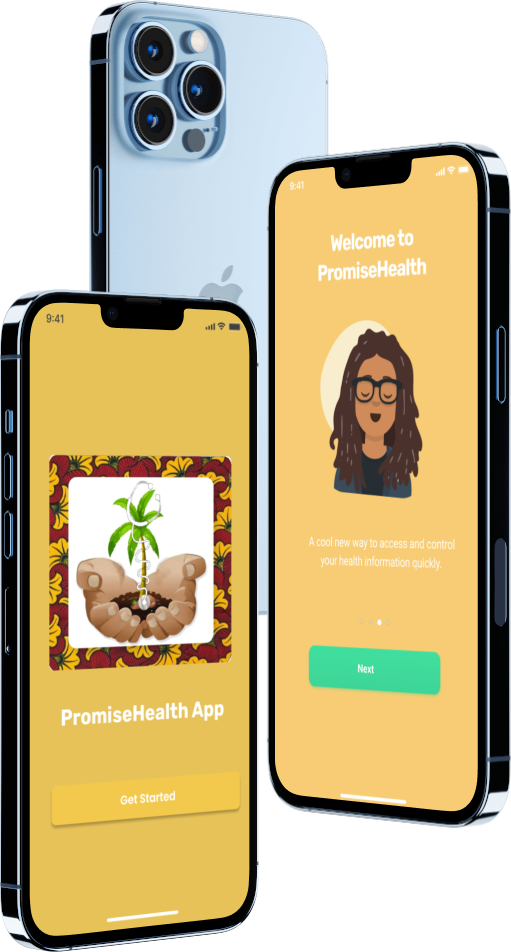 9:41
PromiseHealth App
Get Started
9:41
Welcome to
PromiseHealth
A cool new way to access and control
your health information quickly.
Next